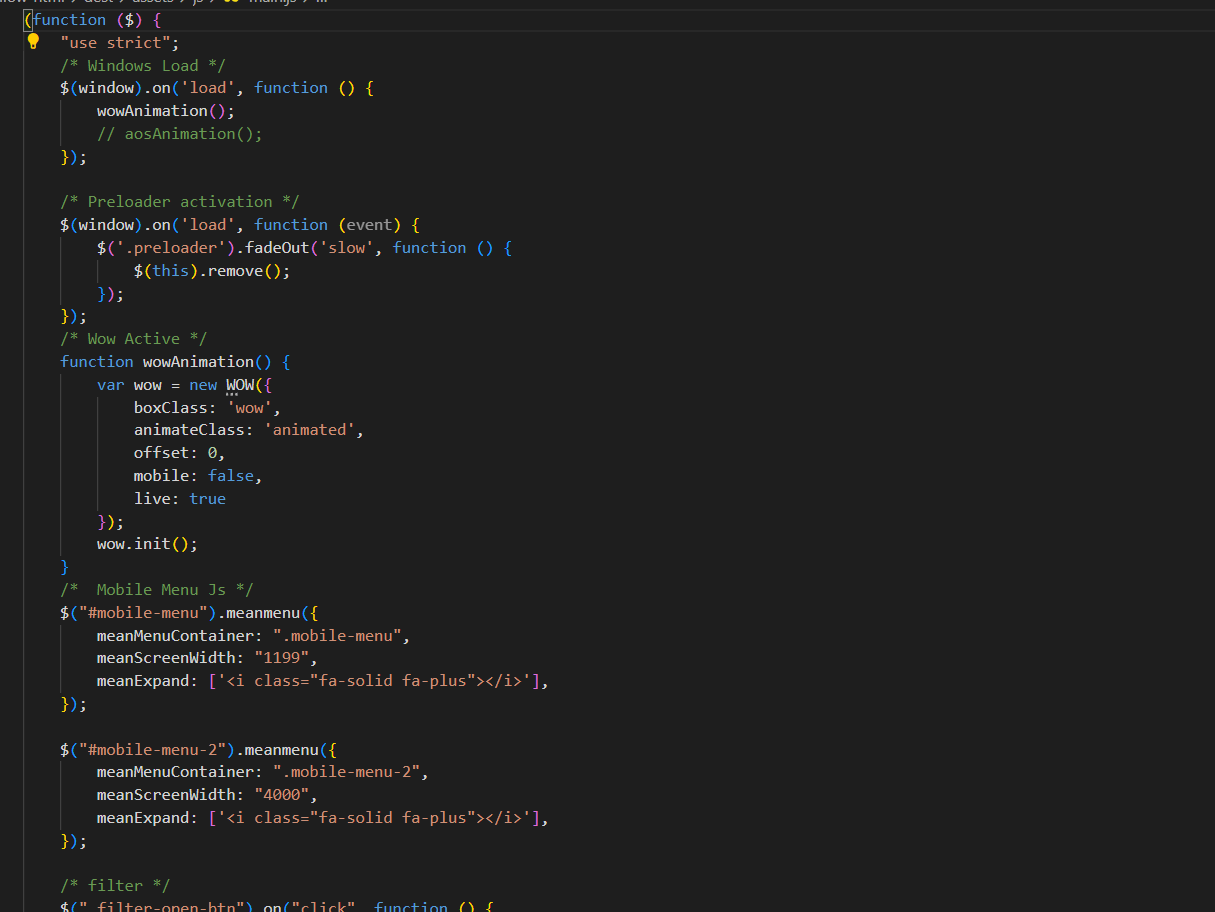 (function ($) {
    "use strict";
    /* Windows Load */
    $(window).on('load', function () {
        wowAnimation();
        // aosAnimation();
    });

    /* Preloader activation */
    $(window).on('load', function (event) {
        $('.preloader').fadeOut('slow', function () {
            $(this).remove();
        });
    });
    /* Wow Active */
    function wowAnimation() {
        var wow = new WOW({
            boxClass: 'wow',
            animateClass: 'animated',
            offset: 0,
            mobile: false,
            live: true
        });
        wow.init();
    }
    /*  Mobile Menu Js */
    $("#mobile-menu").meanmenu({
        meanMenuContainer: ".mobile-menu",
        meanScreenWidth: "1199",
        meanExpand: ['<i class="fa-solid fa-plus"></i>'],
    });

    $("#mobile-menu-2").meanmenu({
        meanMenuContainer: ".mobile-menu-2",
        meanScreenWidth: "4000",
        meanExpand: ['<i class="fa-solid fa-plus"></i>'],
    });

    /* filter */
    $(".filter-open-btn").on("click", function () {